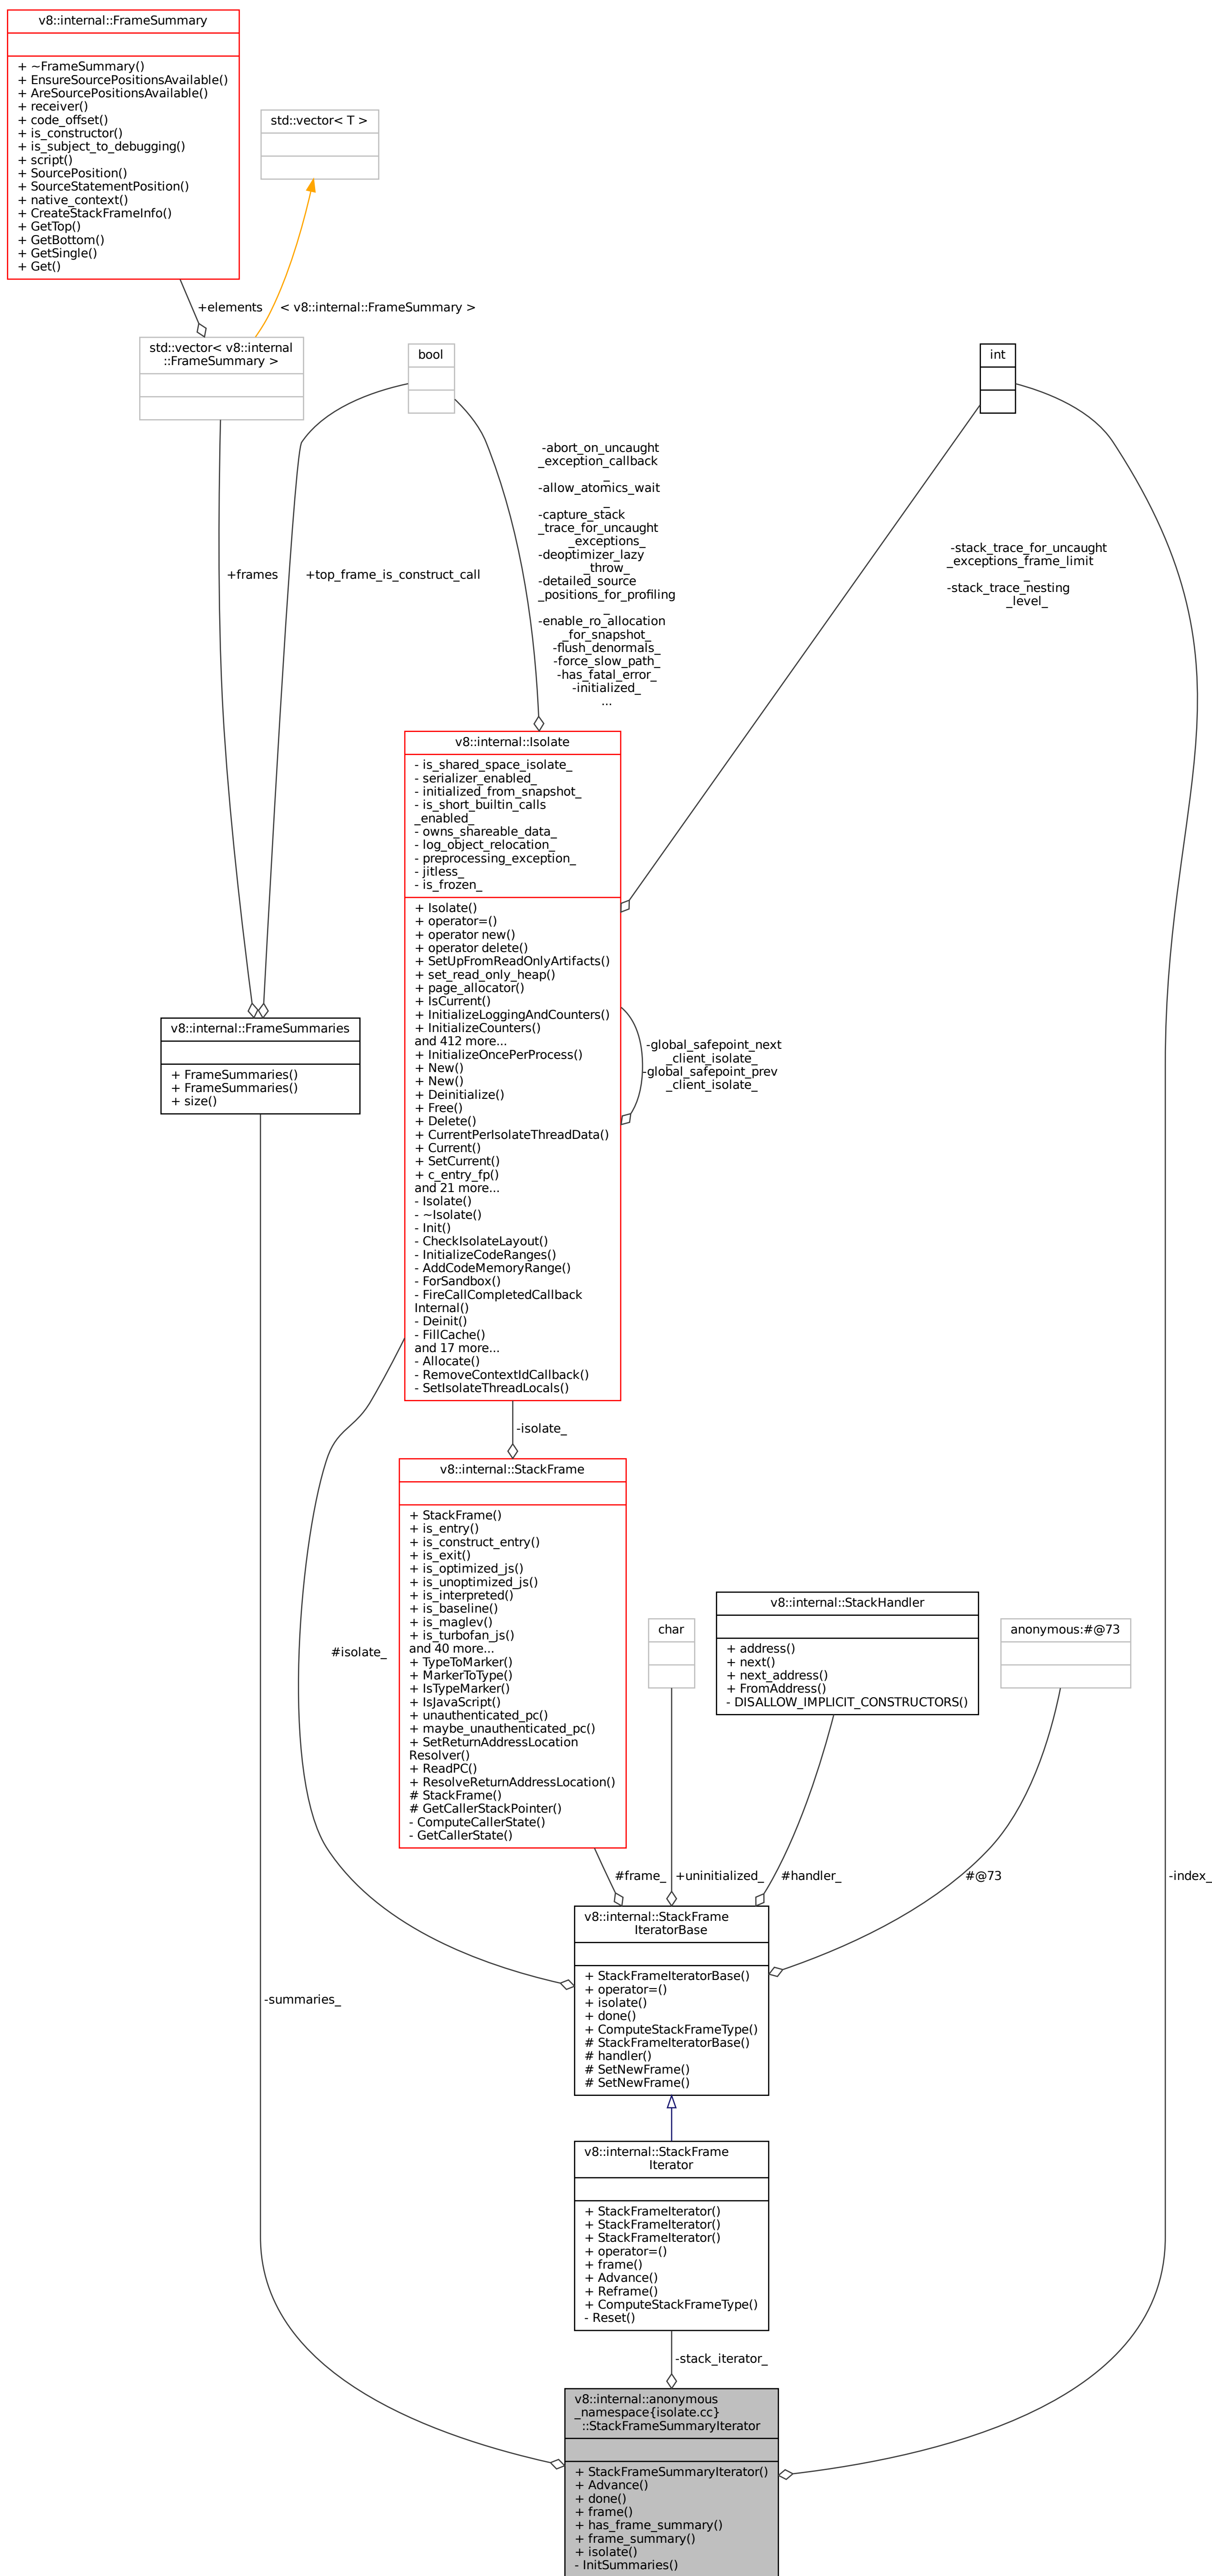 v8::internal::FrameSummary
+ ~FrameSummary()
+ EnsureSourcePositionsAvailable()
+ AreSourcePositionsAvailable()
+ receiver()
+ code_offset()
+ is_constructor()
+ is_subject_to_debugging()
+ script()
+ SourcePosition()
+ SourceStatementPosition()
+ native_context()
+ CreateStackFrameInfo()
+ GetTop()
+ GetBottom()
+ GetSingle()
+ Get()
std::vector< T >
+elements
< v8::internal::FrameSummary >
std::vector< v8::internal
::FrameSummary >
bool
int
+frames
+top_frame_is_construct_call
-abort_on_uncaught
_exception_callback
_
-allow_atomics_wait
_
-capture_stack
_trace_for_uncaught
_exceptions_
-deoptimizer_lazy
_throw_
-detailed_source
_positions_for_profiling
_
-enable_ro_allocation
_for_snapshot_
-flush_denormals_
-force_slow_path_
-has_fatal_error_
-initialized_
...
-stack_trace_for_uncaught
_exceptions_frame_limit
_
-stack_trace_nesting
_level_
v8::internal::Isolate
- is_shared_space_isolate_
- serializer_enabled_
- initialized_from_snapshot_
- is_short_builtin_calls
_enabled_
- owns_shareable_data_
- log_object_relocation_
- preprocessing_exception_
- jitless_
- is_frozen_
+ Isolate()
+ operator=()
+ operator new()
+ operator delete()
+ SetUpFromReadOnlyArtifacts()
+ set_read_only_heap()
+ page_allocator()
+ IsCurrent()
+ InitializeLoggingAndCounters()
+ InitializeCounters()
and 412 more...
+ InitializeOncePerProcess()
+ New()
+ New()
+ Deinitialize()
+ Free()
+ Delete()
+ CurrentPerIsolateThreadData()
+ Current()
+ SetCurrent()
+ c_entry_fp()
and 21 more...
- Isolate()
- ~Isolate()
- Init()
- CheckIsolateLayout()
- InitializeCodeRanges()
- AddCodeMemoryRange()
- ForSandbox()
- FireCallCompletedCallback
Internal()
- Deinit()
- FillCache()
and 17 more...
- Allocate()
- RemoveContextIdCallback()
- SetIsolateThreadLocals()
-global_safepoint_next
_client_isolate_
-global_safepoint_prev
_client_isolate_
v8::internal::FrameSummaries
+ FrameSummaries()
+ FrameSummaries()
+ size()
-isolate_
v8::internal::StackFrame
+ StackFrame()
+ is_entry()
+ is_construct_entry()
+ is_exit()
+ is_optimized_js()
+ is_unoptimized_js()
+ is_interpreted()
+ is_baseline()
+ is_maglev()
+ is_turbofan_js()
and 40 more...
+ TypeToMarker()
+ MarkerToType()
+ IsTypeMarker()
+ IsJavaScript()
+ unauthenticated_pc()
+ maybe_unauthenticated_pc()
+ SetReturnAddressLocation
Resolver()
+ ReadPC()
+ ResolveReturnAddressLocation()
# StackFrame()
# GetCallerStackPointer()
- ComputeCallerState()
- GetCallerState()
#isolate_
char
v8::internal::StackHandler
+ address()
+ next()
+ next_address()
+ FromAddress()
- DISALLOW_IMPLICIT_CONSTRUCTORS()
anonymous:#@73
#frame_
+uninitialized_
#handler_
#@73
-index_
v8::internal::StackFrame
IteratorBase
+ StackFrameIteratorBase()
+ operator=()
+ isolate()
+ done()
+ ComputeStackFrameType()
# StackFrameIteratorBase()
# handler()
# SetNewFrame()
# SetNewFrame()
-summaries_
v8::internal::StackFrame
Iterator
+ StackFrameIterator()
+ StackFrameIterator()
+ StackFrameIterator()
+ operator=()
+ frame()
+ Advance()
+ Reframe()
+ ComputeStackFrameType()
- Reset()
-stack_iterator_
v8::internal::anonymous
_namespace{isolate.cc}
::StackFrameSummaryIterator
+ StackFrameSummaryIterator()
+ Advance()
+ done()
+ frame()
+ has_frame_summary()
+ frame_summary()
+ isolate()
- InitSummaries()